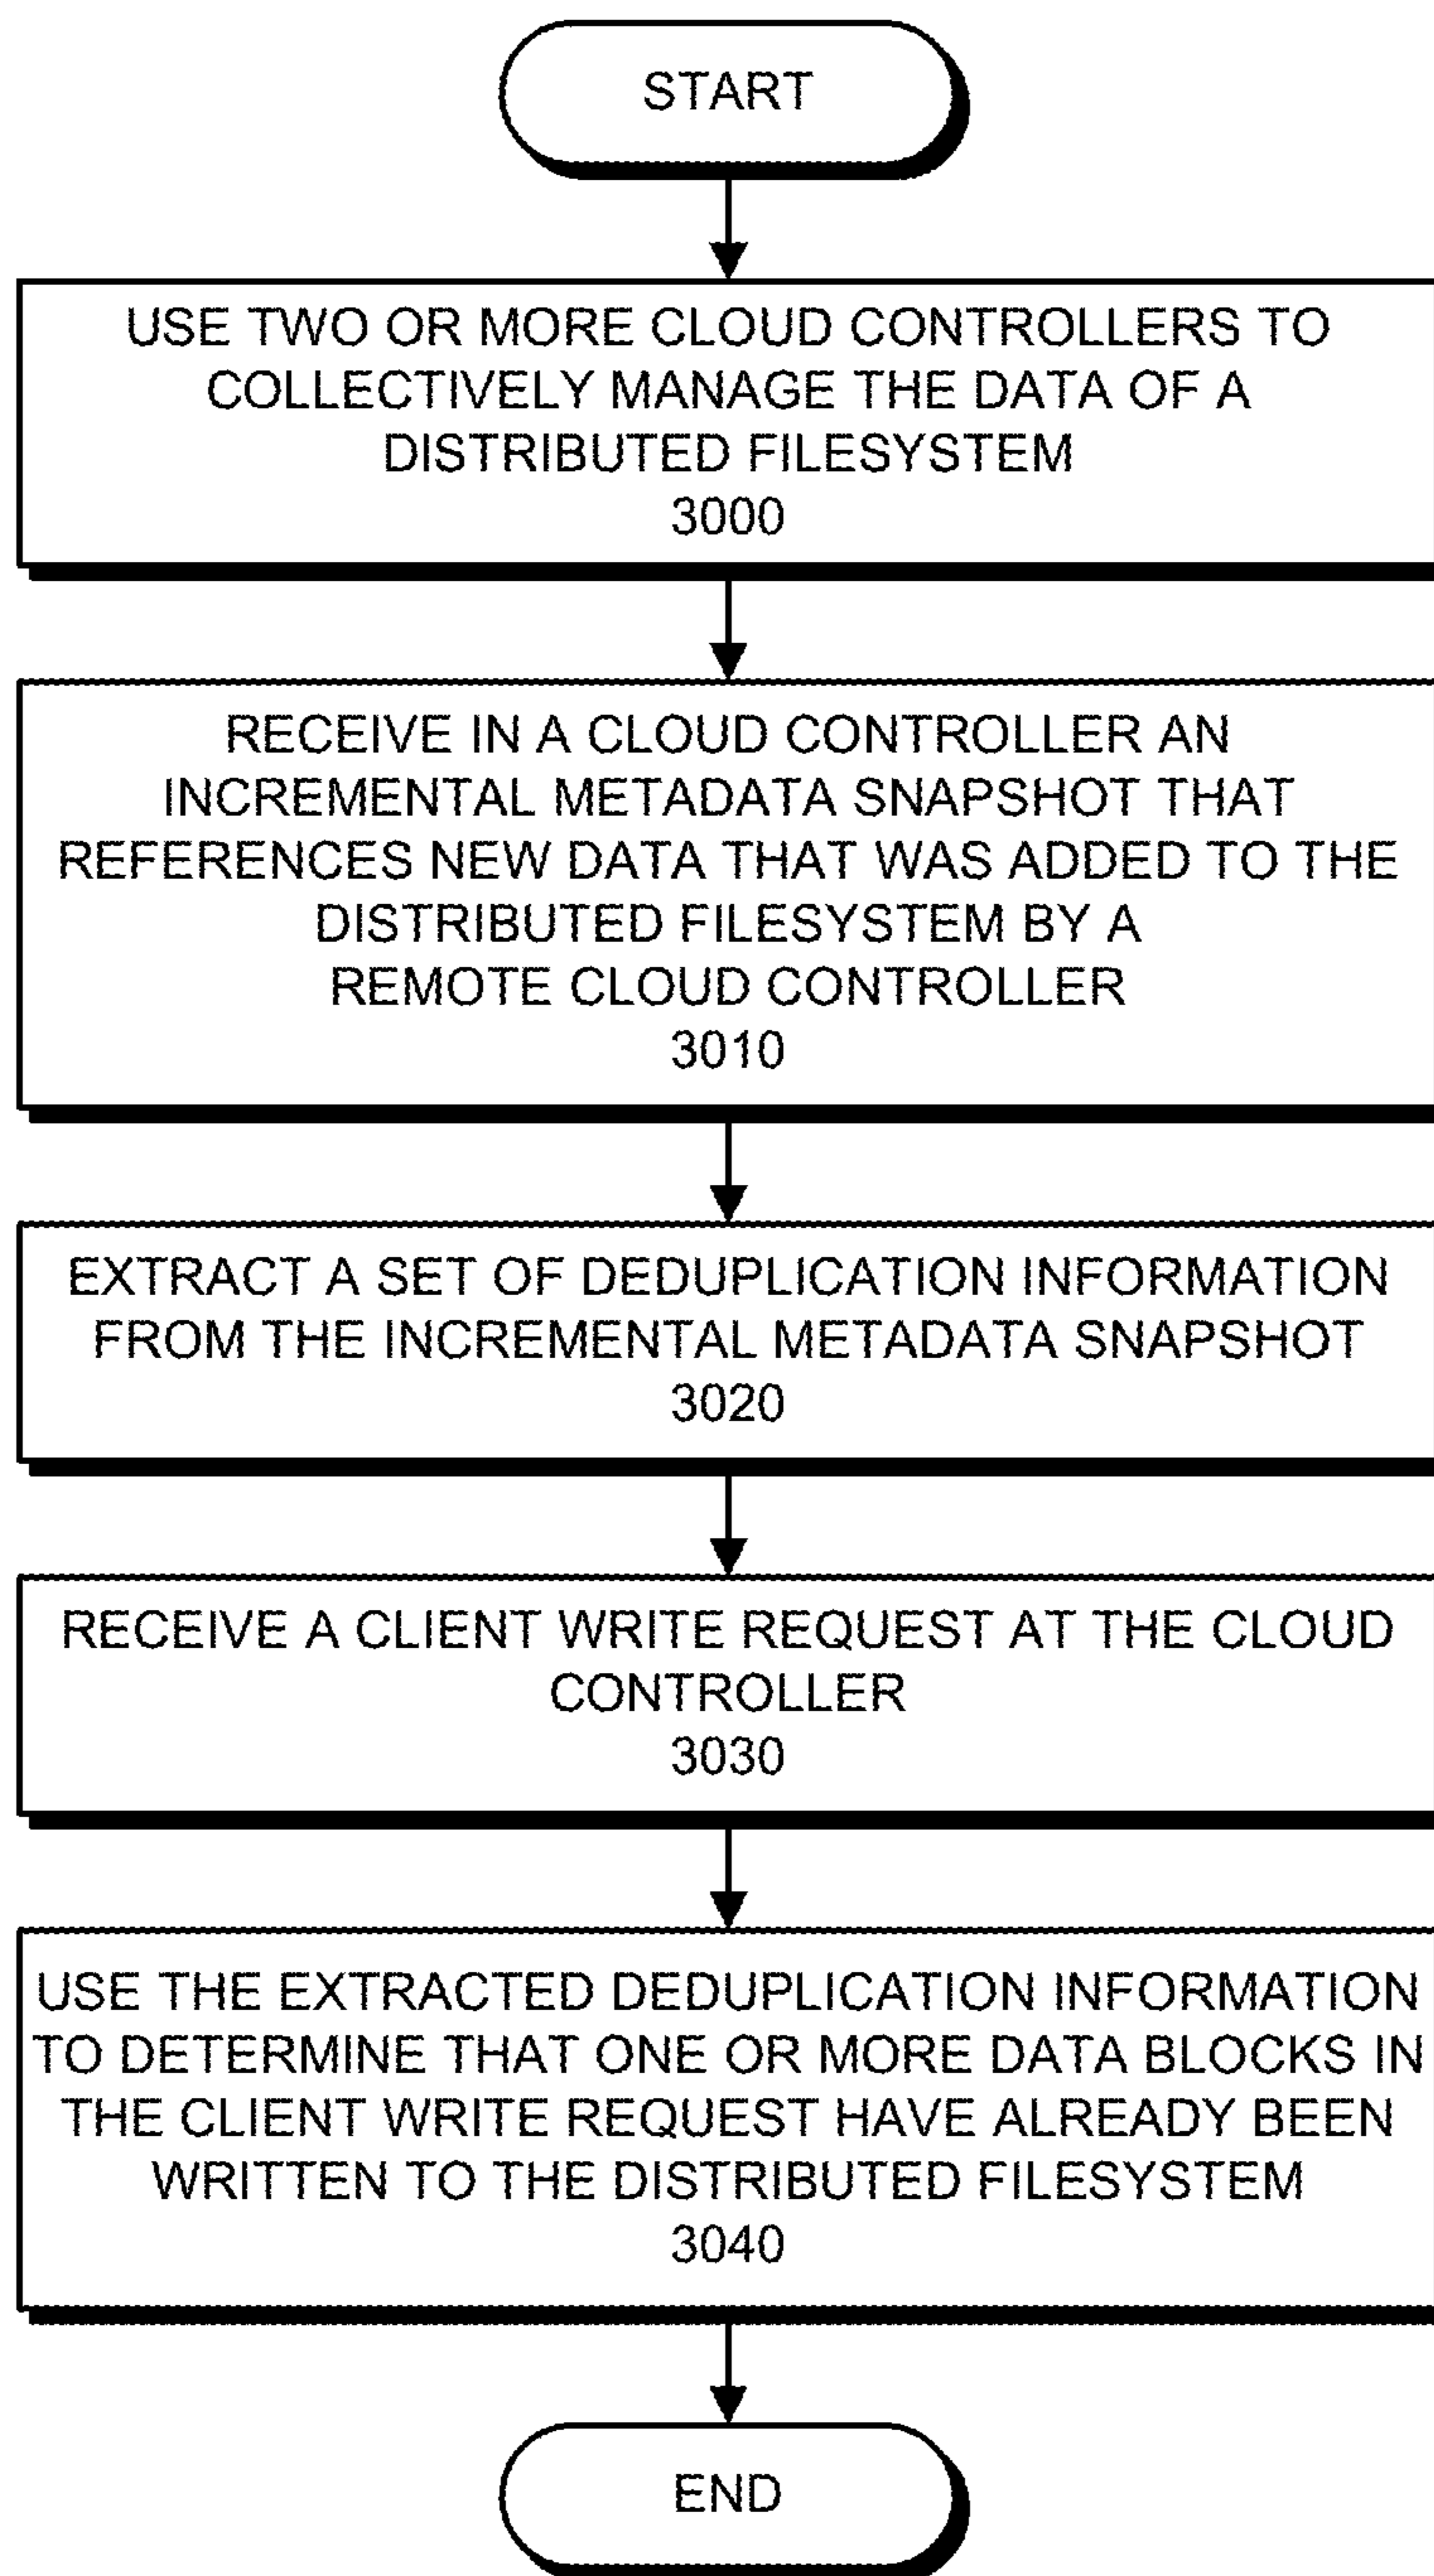 START
USE TWO OR MORE CLOUD CONTROLLERS TO
COLLECTIVELY MANAGE THE DATA OF A
DISTRIBUTED FILESYSTEM
3000
RECEIVE IN A CLOUD CONTROLLER AN
INCREMENTAL METADATA SNAPSHOT THAT
REFERENCES NEW DATA THAT WAS ADDED TO THE
DISTRIBUTED FILESYSTEM BY A
REMOTE CLOUD CONTROLLER
3010
EXTRACT A SET OF DEDUPLICATION INFORMATION
FROM THE INCREMENTAL METADATA SNAPSHOT
3020
RECEIVE A CLIENT WRITE REQUEST AT THE CLOUD
CONTROLLER
3030
USE THE EXTRACTED DEDUPLICATION INFORMATION
TO DETERMINE THAT ONE OR MORE DATA BLOCKS IN
THE CLIENT WRITE REQUEST HAVE ALREADY BEEN
WRITTEN TO THE DISTRIBUTED FILESYSTEM
3040
END